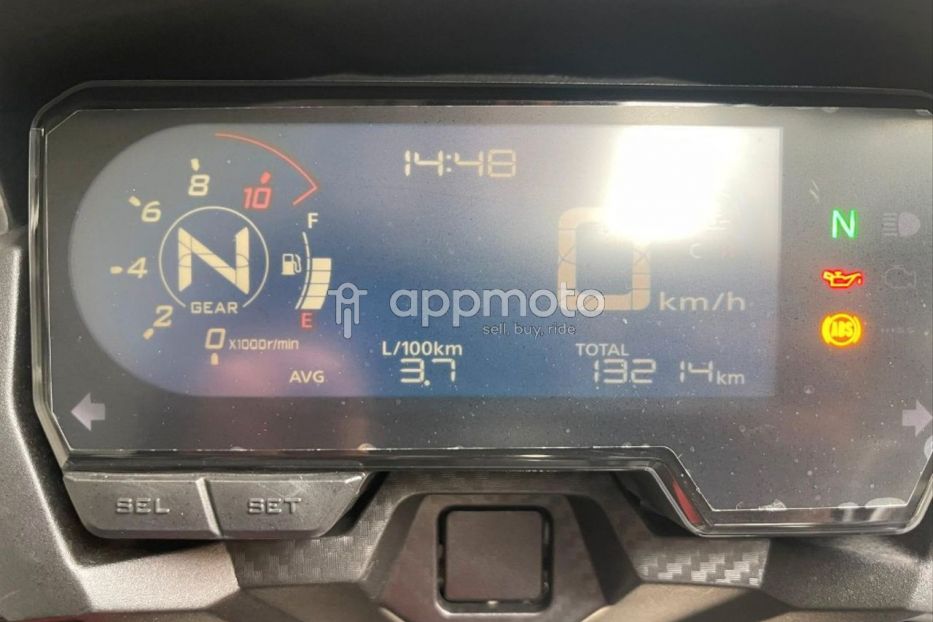 14:48
8
10
6
4
2
N
GEAR
0 X1000r/min
F
E
0 km/h
N
ABS
appmoto
sell, buy, ride
AVG
L/100km
3.7
TOTAL
13214 km
SEL
SET